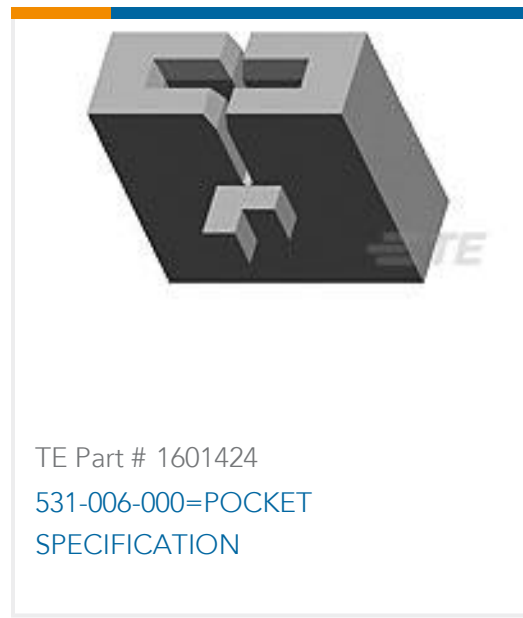 TE
TE Part # 1601424
531-006-000=POCKET
SPECIFICATION